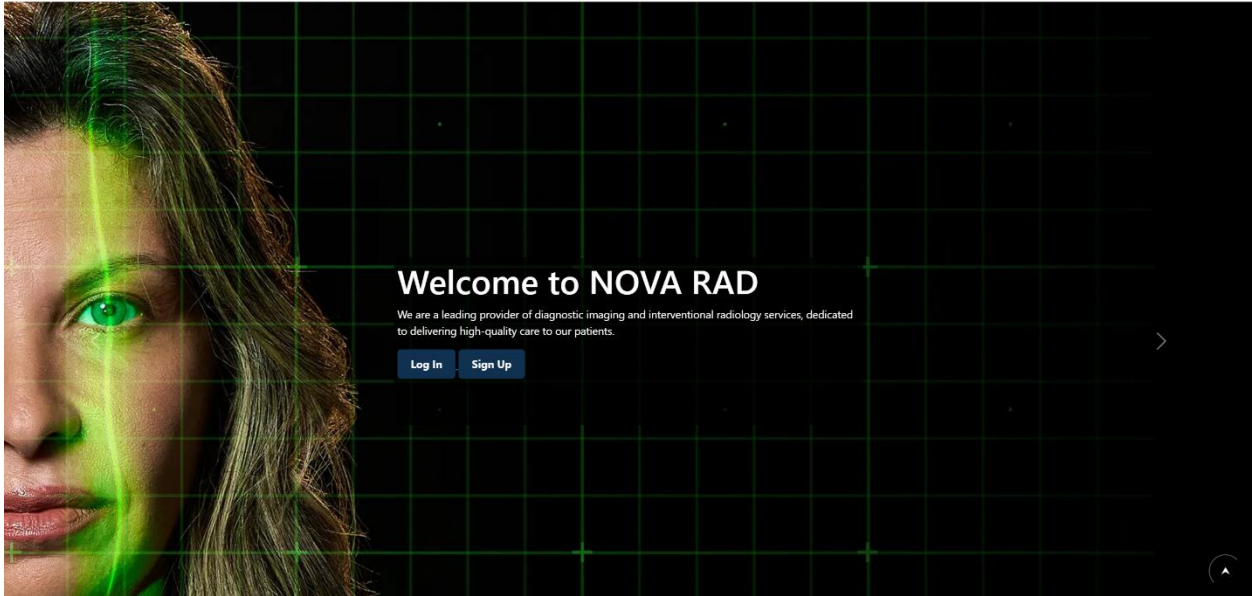 Welcome to NOVA RAD
We are a leading provider of diagnostic imaging and interventional radiology services, dedicated
to delivering high-quality care to our patients.
Log In Sign Up